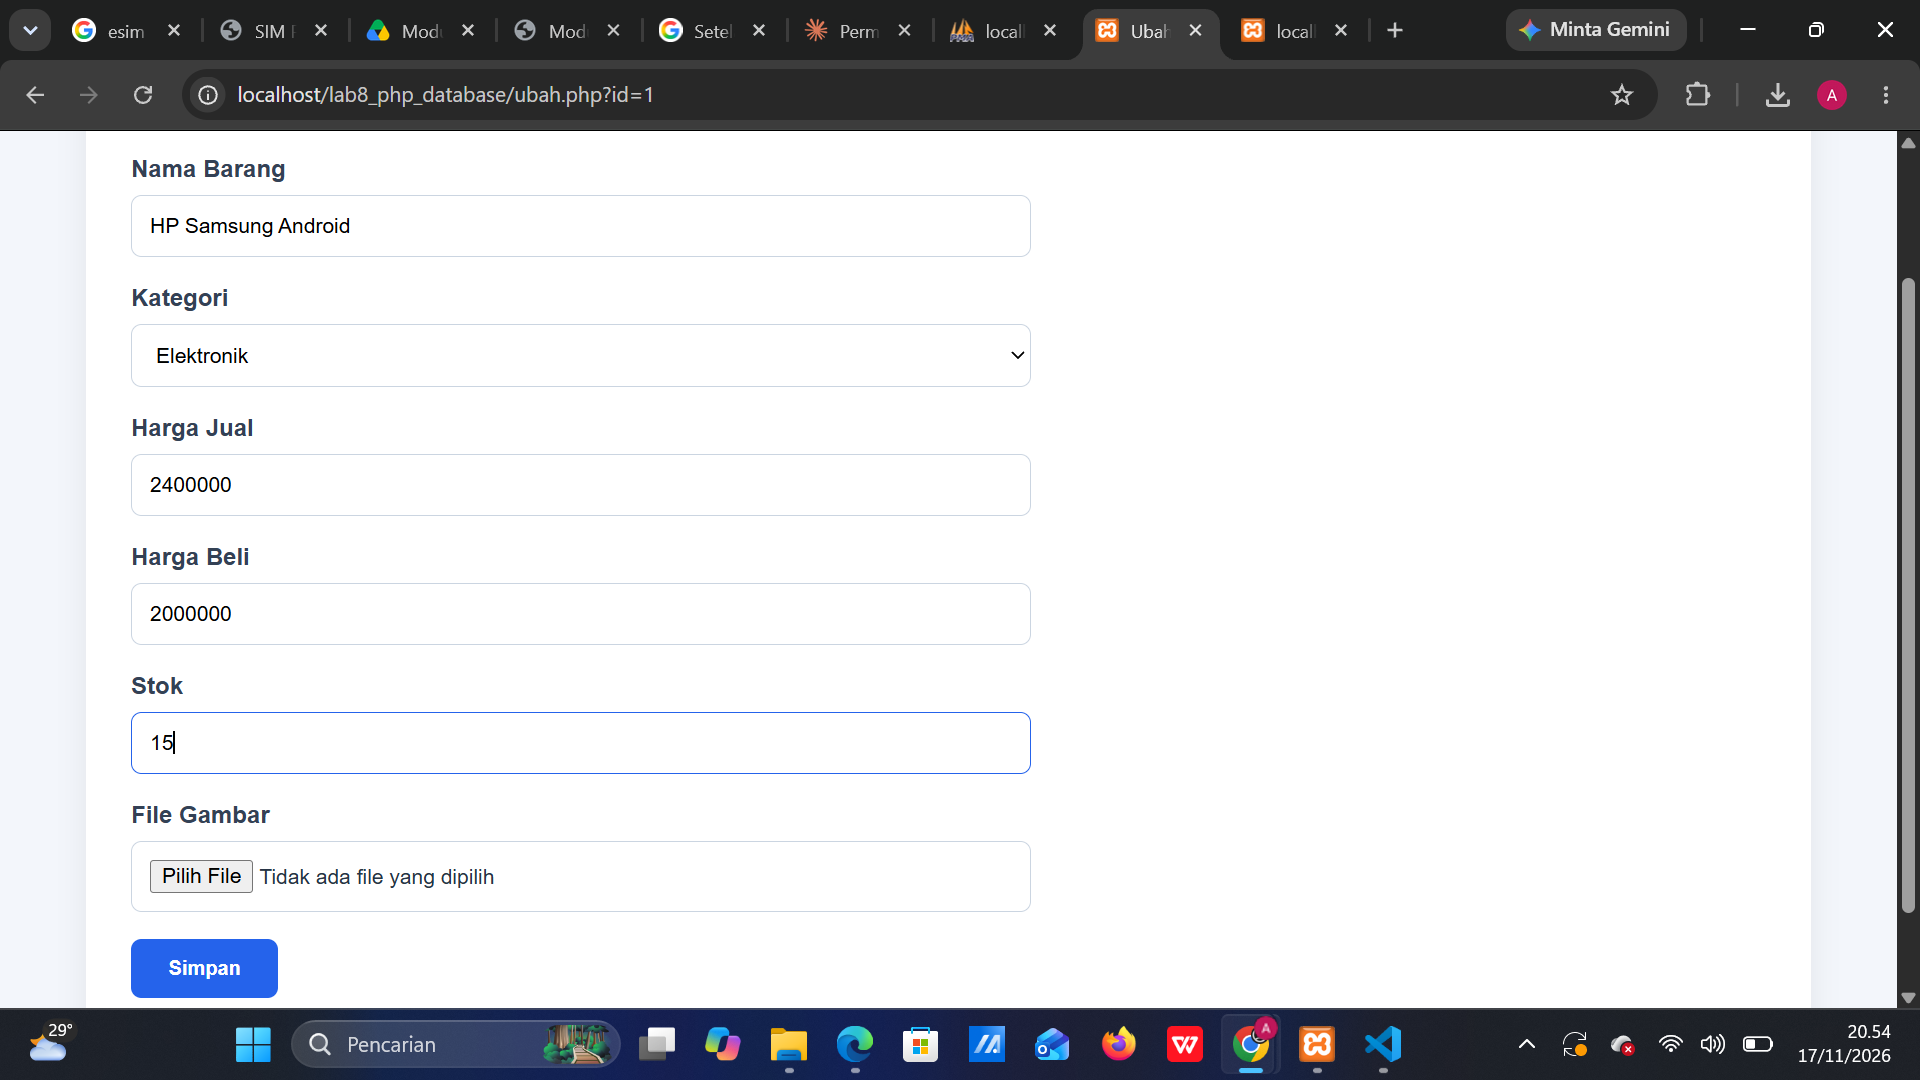 esim
SIM
Mod
Mod
Setel
Perm
local
Ubah
local
Minta Gemini
localhost/lab8_php_database/ubah.php?id=1
A
Nama Barang
HP Samsung Android
Kategori
Elektronik
Harga Jual
2400000
Harga Beli
2000000
Stok
15
File Gambar
Pilih File Tidak ada file yang dipilih
Simpan
29°
Pencarian
A
20.54
17/11/2026